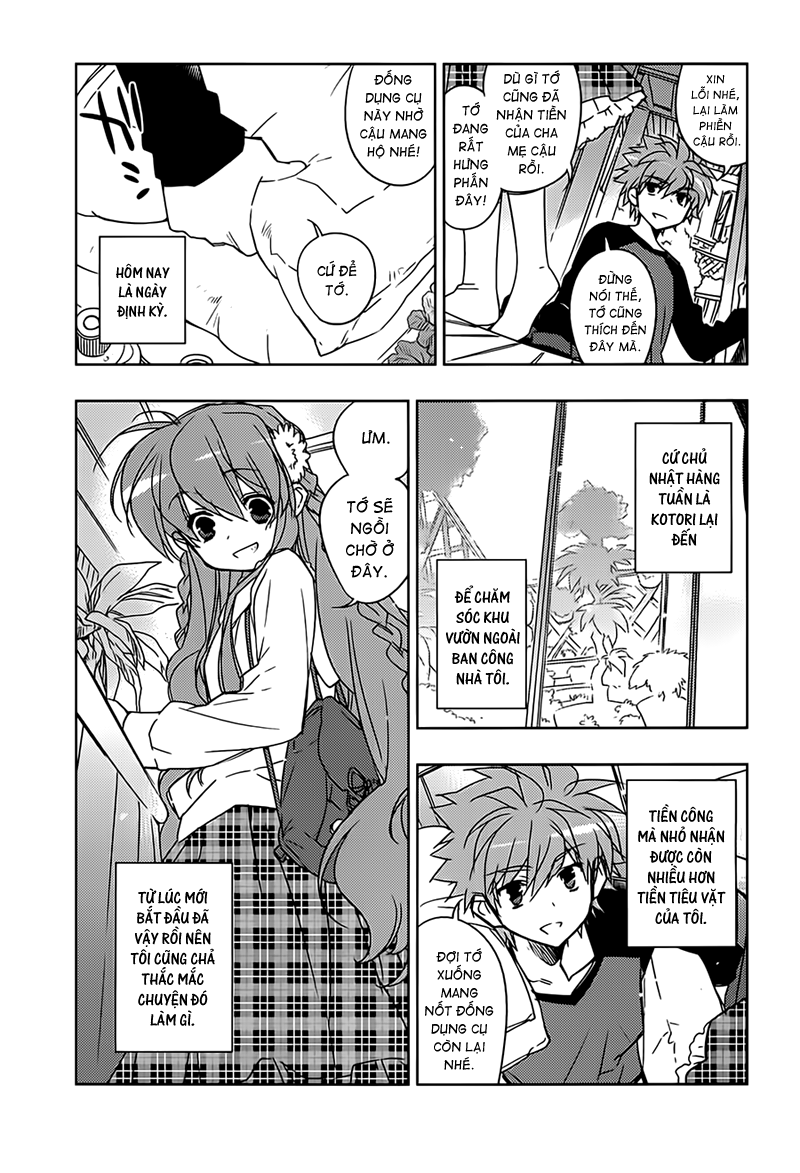 XIN
LỖI NHÉ,
LẠI LÀM
PHIỀN
CẬU RỒI.
DÙ GÌ TỚ
CŨNG ĐÃ
NHẬN TIỀN
CỦA CHA
MẸ CẬU
RỒI.
TỚ
ĐANG
RẤT
HƯNG
PHẤN
ĐÂY!
ĐỪNG
NÓI THẾ,
TỚ CŨNG
THÍCH ĐẾN
ĐÂY MÀ.
ĐỐNG
DỤNG CỤ
NÀY NHỜ
CẬU MANG
HỘ NHÉ!
CỨ ĐỂ
TỚ.
HÔM NAY
LÀ NGÀY
ĐỊNH KỲ.
CỨ CHỦ
NHẬT HÀNG
TUẦN LÀ
KOTORI LẠI
ĐẾN
ĐỂ CHĂM
SÓC KHU
VƯỜN NGOÀI
BAN CÔNG
NHÀ TÔI.
TIỀN CÔNG
MÀ NHỎ NHẬN
ĐƯỢC CÒN
NHIỀU HƠN
TIỀN TIÊU VẶT
CỦA TÔI.
ĐỢI TỚ
XUỐNG
MANG
NỐT ĐỐNG
DỤNG CỤ
CÒN LẠI
NHÉ.
ƯM.
TỚ SẼ
NGỒI
CHỜ Ở
ĐÂY.
TỪ LÚC MỚI
BẮT ĐẦU ĐÃ
VẬY RỒI NÊN
TÔI CŨNG CHẢ
THẮC MẮC
CHUYỆN ĐÓ
LÀM GÌ.